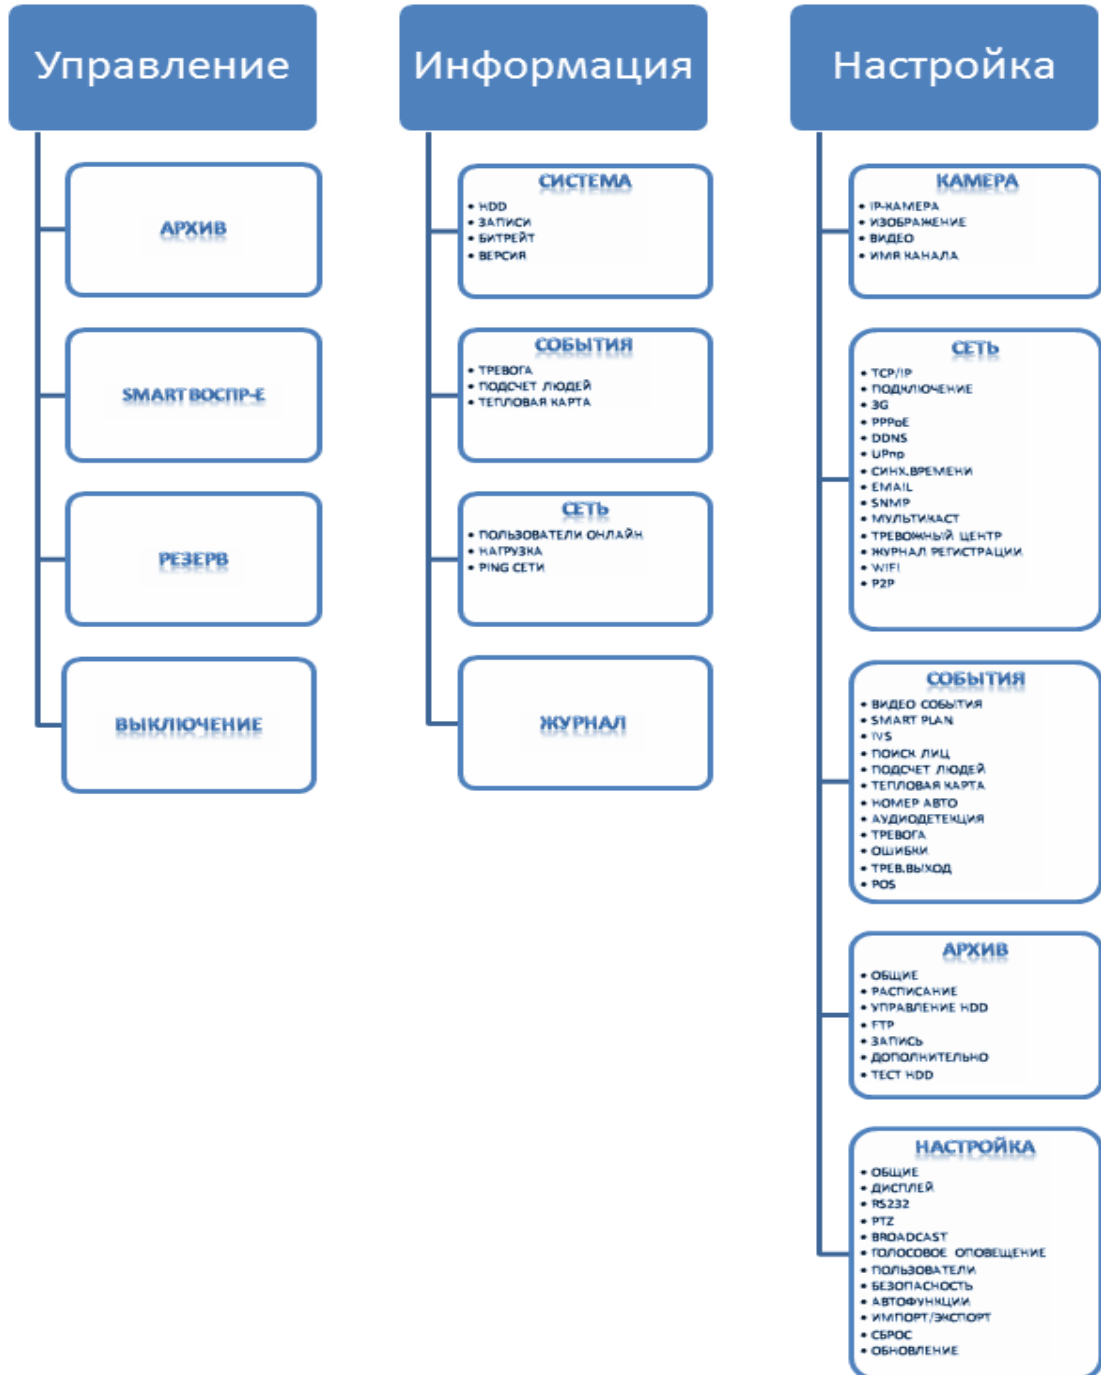 Управление
АРХИВ
SMART ВОСПР-Е
РЕЗЕРВ
ВЫКЛЮЧЕНИЕ
Информация
СИСТЕМА
• HDD
• ЗАПИСИ
• БИТРЕЙТ
• ВЕРСИЯ
СОБЫТИЯ
• ТРЕВОГА
• ПОДСЧЕТ ЛЮДЕЙ
• ТЕПЛОВАЯ КАРТА
СЕТЬ
• ПОЛЬЗОВАТЕЛИ ОНЛАЙН
• НАГРУЗКА
• PING СЕТИ
ЖУРНАЛ
Настройка
КАМЕРА
• IP-КАМЕРА
• ИЗОБРАЖЕНИЕ
• ВИДЕО
• ИМЯ КАНАЛА
СЕТЬ
• TCP/IP
• ПОДКЛЮЧЕНИЕ
• 3G
• PPPoE
• DDNS
• UPnp
• СИНХ.ВРЕМЕНИ
• EMAIL
• SNMP
• МУЛЬТИКАСТ
• ТРЕВОЖНЫЙ ЦЕНТР
• ЖУРНАЛ РЕГИСТРАЦИИ
• WIFI
• P2P
СОБЫТИЯ
• ВИДЕО СОБЫТИЯ
• SMART PLAN
• IVS
• ПОИСК ЛИЦ
• ПОДСЧЕТ ЛЮДЕЙ
• ТЕПЛОВАЯ КАРТА
• НОМЕР АВТО
• АУДИОДЕТЕКЦИЯ
• ТРЕВОГА
• ОШИБКИ
• ТРЕВ.ВЫХОД
• POS
АРХИВ
• ОБЩИЕ
• РАСПИСАНИЕ
• УПРАВЛЕНИЕ HDD
• FTP
• ЗАПИСЬ
• ДОПОЛНИТЕЛЬНО
• ТЕСТ HDD
НАСТРОЙКА
• ОБЩИЕ
• ДИСПЛЕЙ
• RS232
• PTZ
• BROADCAST
• ГОЛОСОВОЕ ОПОВЕЩЕНИЕ
• ПОЛЬЗОВАТЕЛИ
• БЕЗОПАСНОСТЬ
• АВТОФУНКЦИИ
• ИМПОРТ/ЭКСПОРТ
• СБРОС
• ОБНОВЛЕНИЕ